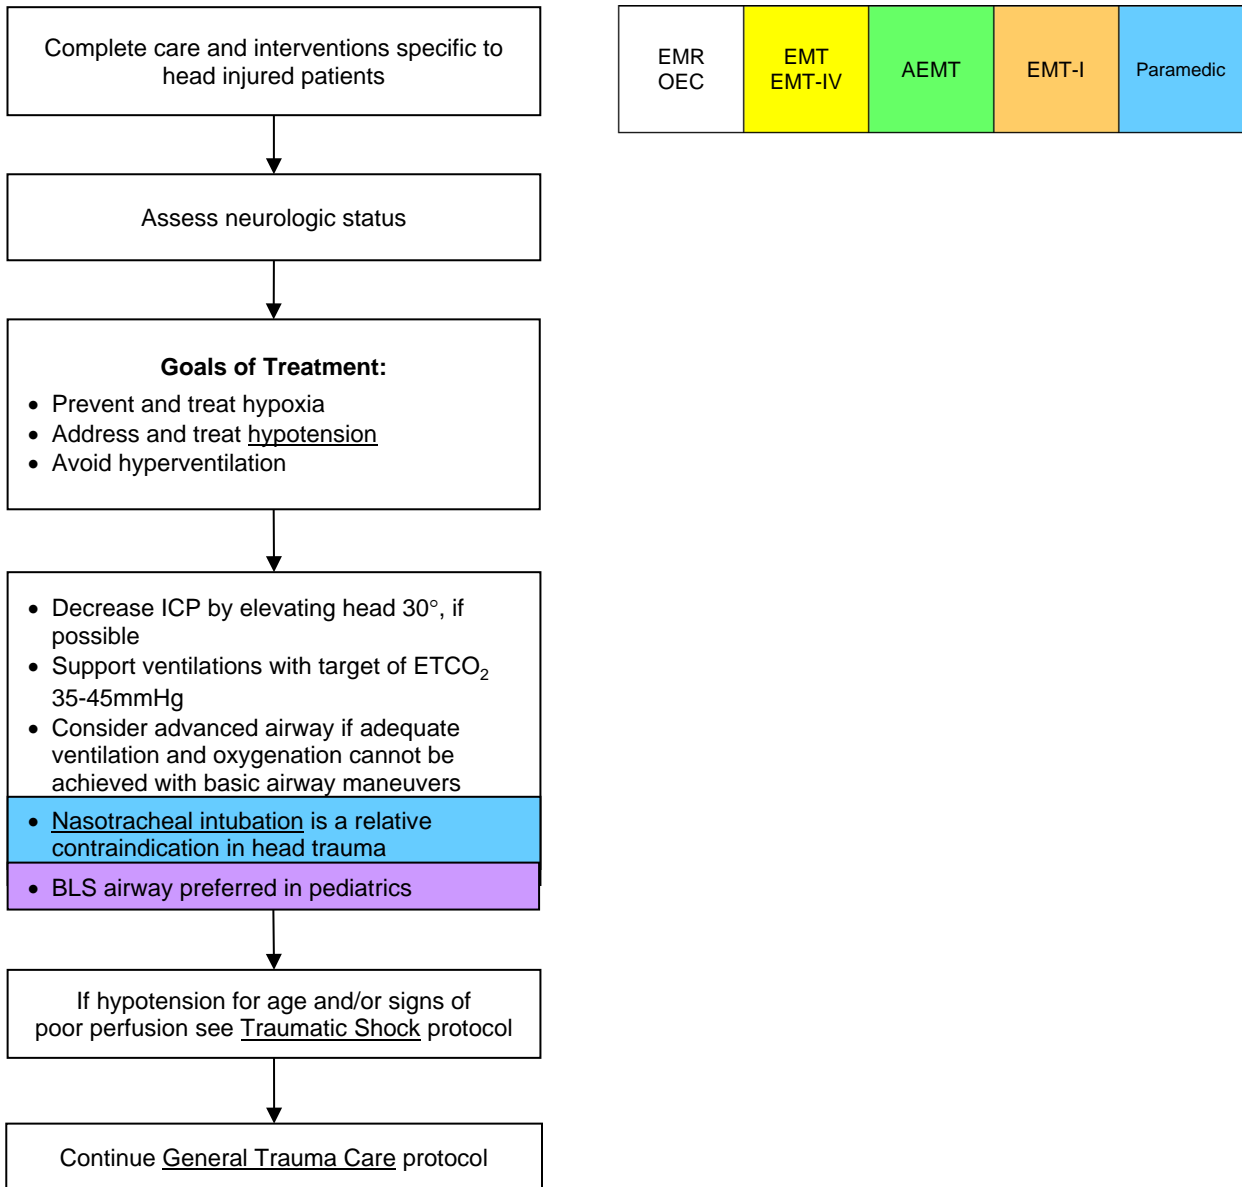 Complete care and interventions specific to
head injured patients
EMR
OEC
EMT
EMT-IV
AEMT
EMT-I
Paramedic
Assess neurologic status
Goals of Treatment:
• Prevent and treat hypoxia
• Address and treat hypotension
• Avoid hyperventilation
• Decrease ICP by elevating head 30°, if
possible
• Support ventilations with target of ETCO2
35-45mmHg
• Consider advanced airway if adequate
ventilation and oxygenation cannot be
achieved with basic airway maneuvers
• Nasotracheal intubation is a relative
contraindication in head trauma
• BLS airway preferred in pediatrics
If hypotension for age and/or signs of
poor perfusion see Traumatic Shock protocol
Continue General Trauma Care protocol